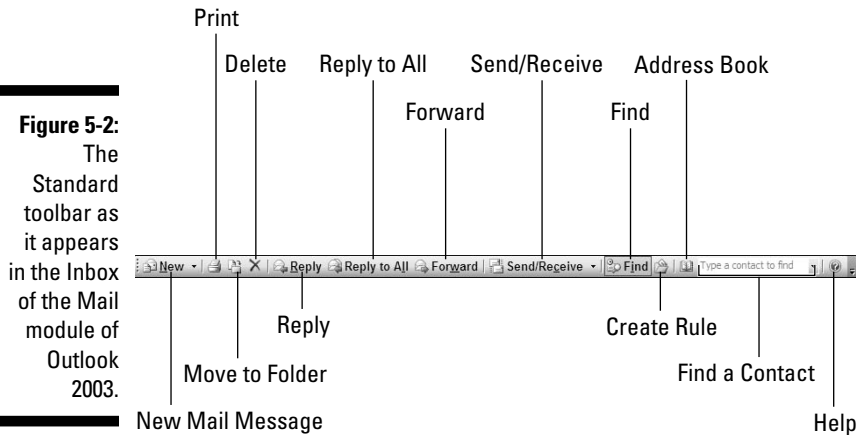 Print
Delete
Reply to All
Send/Receive
Address Book
Forward
Find
Figure 5-2:
The
Standard
toolbar as
it appears
in the Inbox
of the Mail
module of
Outlook
2003.
New Reply Reply to All Forward Send/Receive Find Type a contact to find
Reply
Create Rule
Move to Folder
Find a Contact
New Mail Message
Help